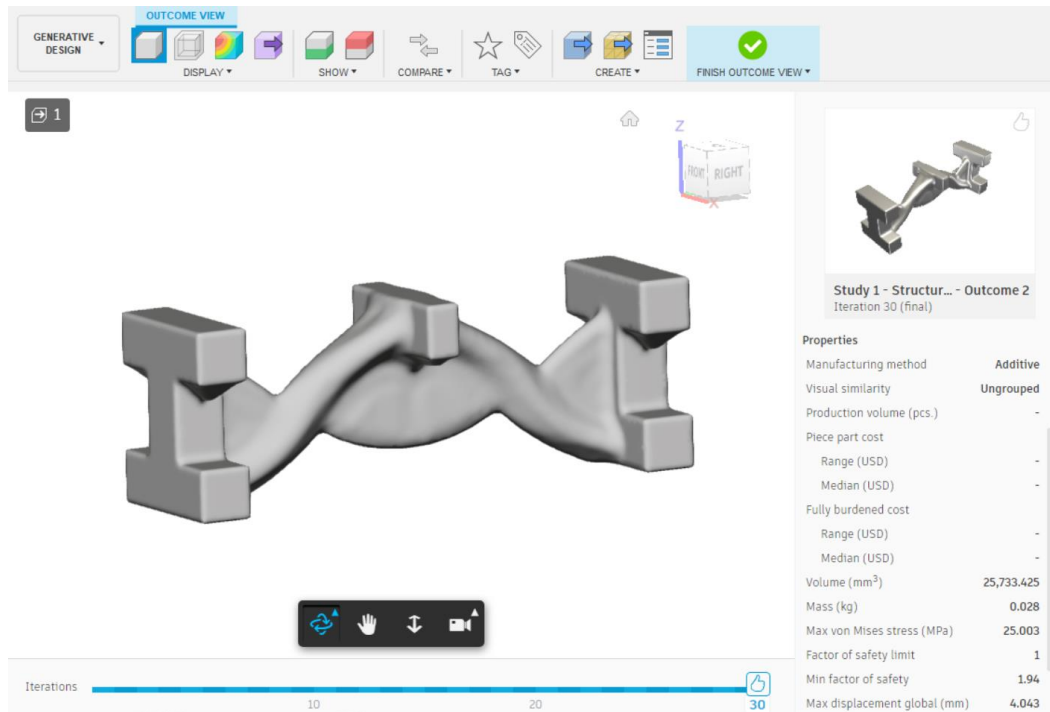 OUTCOME VIEW
GENERATIVE DESIGN
DISPLAY
SHOW
COMPARE
TAG
CREATE
FINISH OUTCOME VIEW
1
Z
FRONT RIGHT
X
Study 1 - Structur... - Outcome 2
Iteration 30 (final)
Properties
Manufacturing method Additive
Visual similarity Ungrouped
Production volume (pcs.) -
Piece part cost
Range (USD) -
Median (USD) -
Fully burdened cost
Range (USD) -
Median (USD) -
Volume (mm³) 25,733.425
Mass (kg) 0.028
Max von Mises stress (MPa) 25.003
Factor of safety limit 1
Min factor of safety 1.94
Max displacement global (mm) 4.043
Iterations
10 20 30